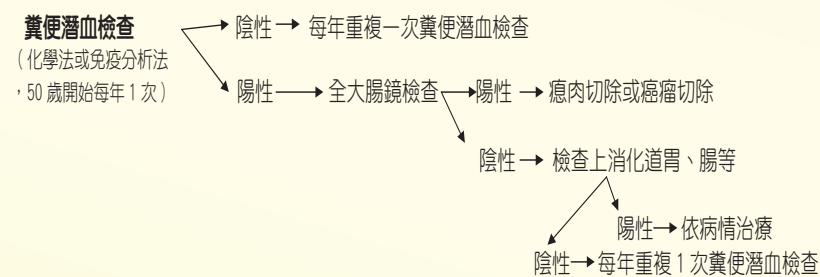 糞便潛血檢查
（化學法或免疫分析法
，50 歲開始每年 1 次）
陰性 → 每年重複一次糞便潛血檢查
陽性 → 全大腸鏡檢查 → 陽性 → 瘜肉切除或癌瘤切除
陰性 → 檢查上消化道胃、腸等
陽性 → 依病情治療
陰性 → 每年重複 1 次糞便潛血檢查